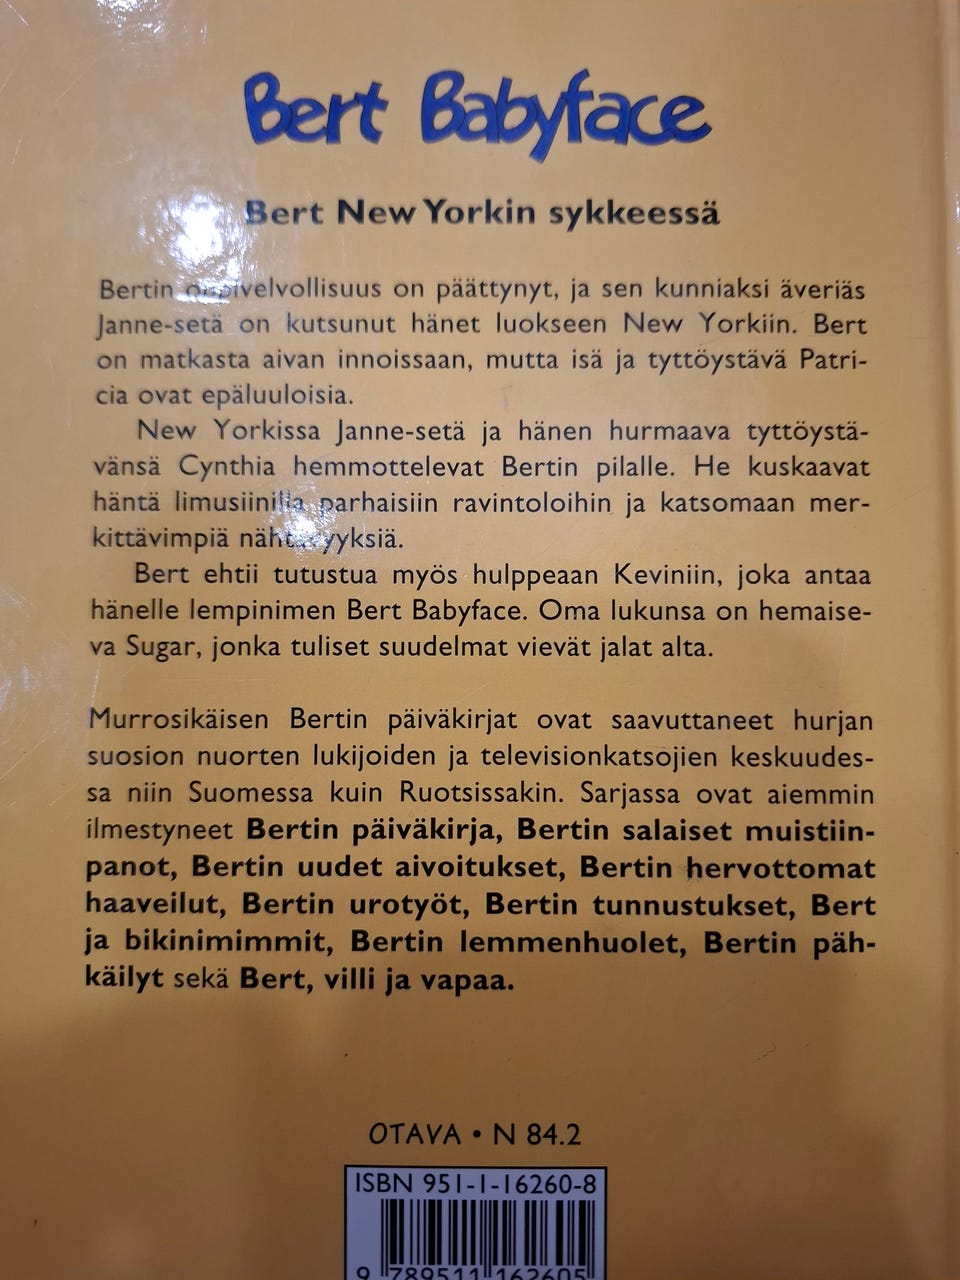 Bert Babyface
Bert New Yorkin sykkeessä
Bertin oppivelvollisuus on päättynyt, ja sen kunniaksi äveriäs
Janne-setä on kutsunut hänet luokseen New Yorkiin. Bert
on matkasta aivan innoissaan, mutta isä ja tyttöystävä Patri-
cia ovat epäluuloisia.
New Yorkissa Janne-setä ja hänen hurmaava tyttöystä-
vänsä Cynthia hemmottelevat Bertin pilalle. He kuskaavat
häntä limusiinilla parhaisiin ravintoloihin ja katsomaan mer-
kittävimpiä nähtävyyksiä.
Bert ehtii tutustua myös hulppeaan Keviniin, joka antaa
hänelle lempinimen Bert Babyface. Oma lukunsa on hemaise-
va Sugar, jonka tuliset suudelmat vievät jalat alta.
Murrosikäisen Bertin päiväkirjat ovat saavuttaneet hurjan
suosion nuorten lukijoiden ja televisionkatsojien keskuudes-
sa niin Suomessa kuin Ruotsissakin. Sarjassa ovat aiemmin
ilmestyneet Bertin päiväkirja, Bertin salaiset muistiin-
panot, Bertin uudet aivoitukset, Bertin hervottomat
haaveilut, Bertin urotyöt, Bertin tunnustukset, Bert
ja bikinimimmit, Bertin lemmenhuolet, Bertin päh-
käilyt sekä Bert, villi ja vapaa.
OTAVA • N 84.2
ISBN 951-1-16260-8
9 789511 162605